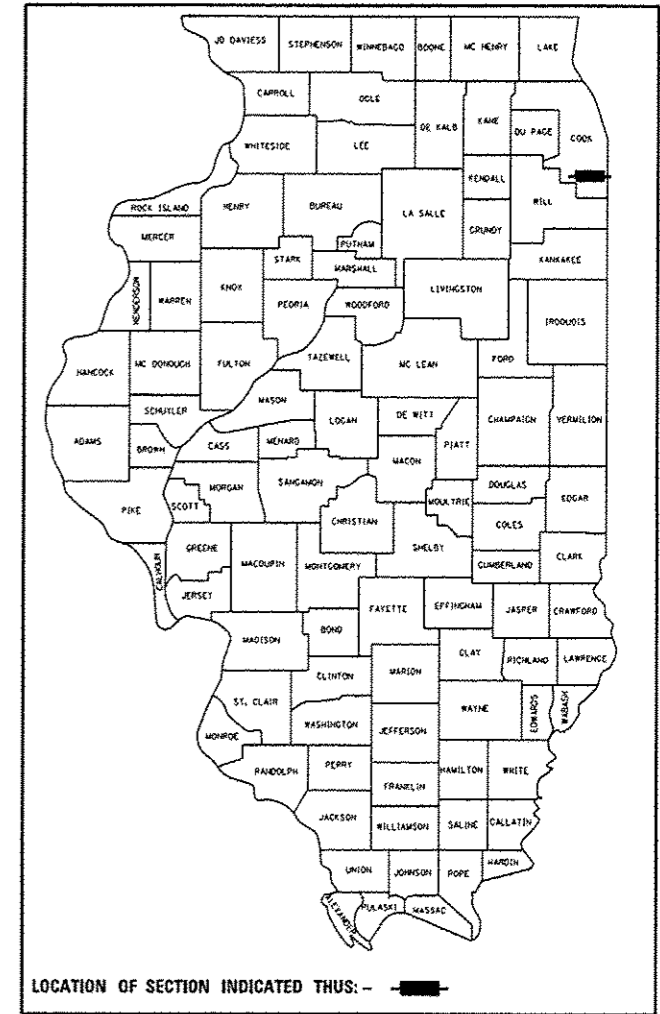 JO DAVIESS STEPHENSON WINNEBAGO BOONE MC HENRY LAKE
CARROLL OGLE DE KALB KANE DU PAGE COOK
WHITESIDE LEE KENDALL WILL
ROCK ISLAND HENRY BUREAU LA SALLE GRUNDY
MERCER STARK PUTNAM MARSHALL KANKAKEE
HENDERSON WARREN KNOX PEORIA WOODFORD LIVINGSTON IROQUOIS
HANCOCK MC DONOUGH FULTON TAZEWELL MC LEAN FORD
SCHUYLER MASON LOGAN DE WITT CHAMPAIGN VERMILION
ADAMS BROWN CASS MENARD MACON PIATT
PIKE SCOTT MORGAN SANGAMON CHRISTIAN MOULTRIE DOUGLAS EDGAR
COLES
CALHOUN GREENE MACOUPIN MONTGOMERY SHELBY CUMBERLAND CLARK
JERSEY FAYETTE EFFINGHAM JASPER CRAWFORD
MADISON BOND CLAY RICHLAND LAWRENCE
CLINTON MARION
ST. CLAIR WASHINGTON JEFFERSON WAYNE EDWARDS WABASH
MONROE
RANDOLPH PERRY FRANKLIN HAMILTON WHITE
JACKSON WILLIAMSON SALINE GALLATIN
UNION JOHNSON POPE HARDIN
ALEXANDER PULASKI MASSAC
LOCATION OF SECTION INDICATED THUS: -